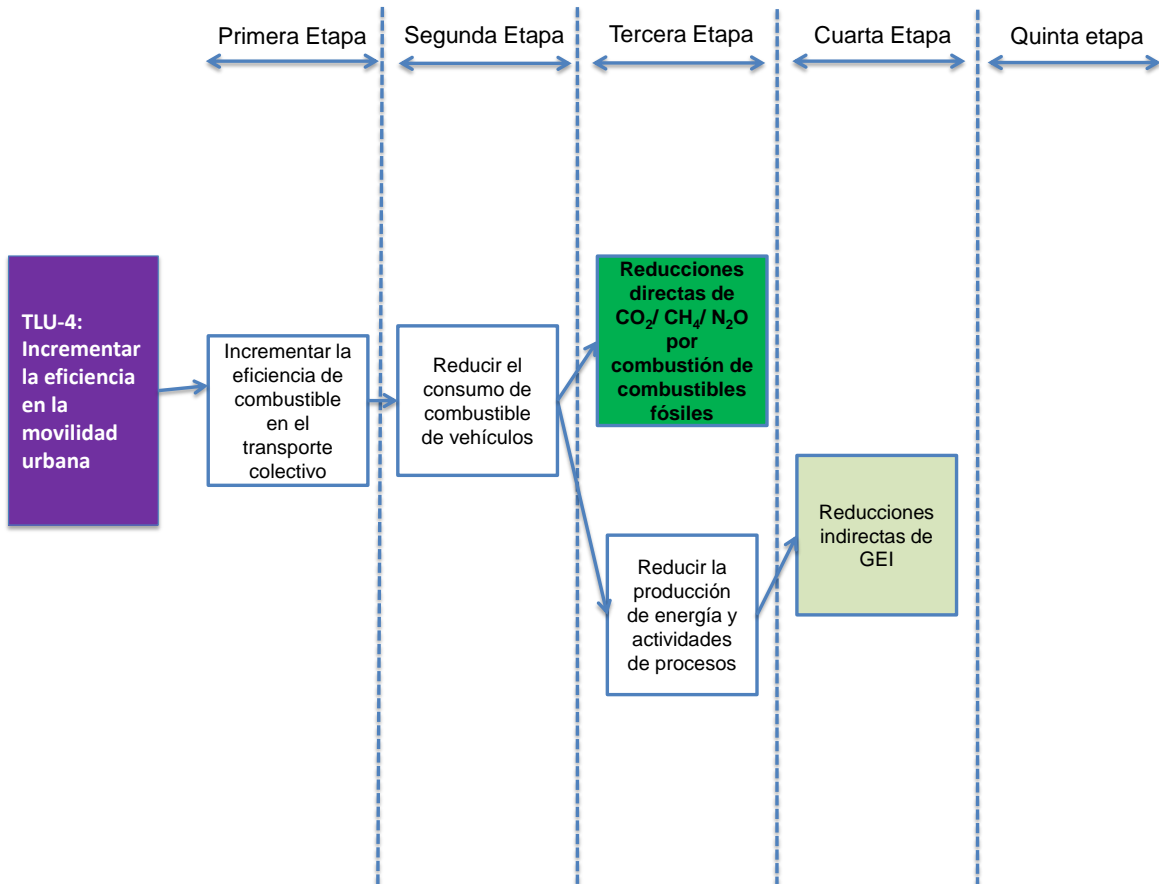 Primera Etapa
Segunda Etapa
Tercera Etapa
Cuarta Etapa
Quinta etapa
TLU-4:
Incrementar
la eficiencia
en la
movilidad
urbana
Incrementar la
eficiencia de
combustible
en el
transporte
colectivo
Reducir el
consumo de
combustible
de vehículos
Reducciones
directas de
CO₂/ CH₄/ N₂O
por
combustión de
combustibles
fósiles
Reducir la
producción
de energía y
actividades
de procesos
Reducciones
indirectas de
GEI